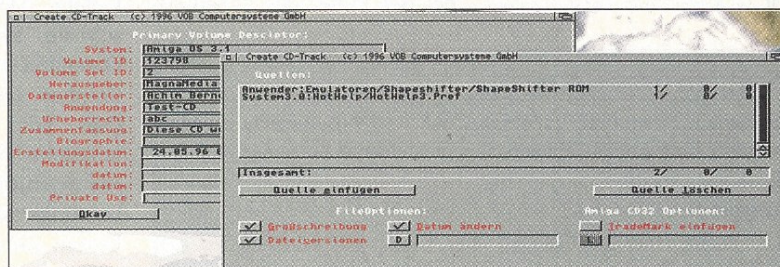 Create CD-Track (c) 1996 VOB Computersysteme GmbH
Primary Volume Desciptor:
System: Amiga OS 3.1
Volume ID: 123790
Volume Set ID: 2
Herausgeber: MagnaMedia
Datenersteller: Achim Bern
Anwendung: Test-CD
Urheberrecht: abc
Zusammenfassung: Diese CD w
Biographie:
Erstellungsdatum: 24.05.96
Modifikation:
datum:
datum:
Private Use:
Okay
Create CD-Track (c) 1996 VOB Computersysteme GmbH
Quellen:
Anwender:Emulatoren/Shapeshifter/ShapeShifter ROM 1/ 0/ 0
System3.0:HotHelp/HotHelp3.Pref 1/ 0/ 0
Insgesamt: 2/ 0/ 0
Quelle einfügen
Quelle löschen
FileOptionen:
Großschreibung
Datum ändern
Dateiversionen
D
Amiga CD32 Optionen:
TradeMark einfügen